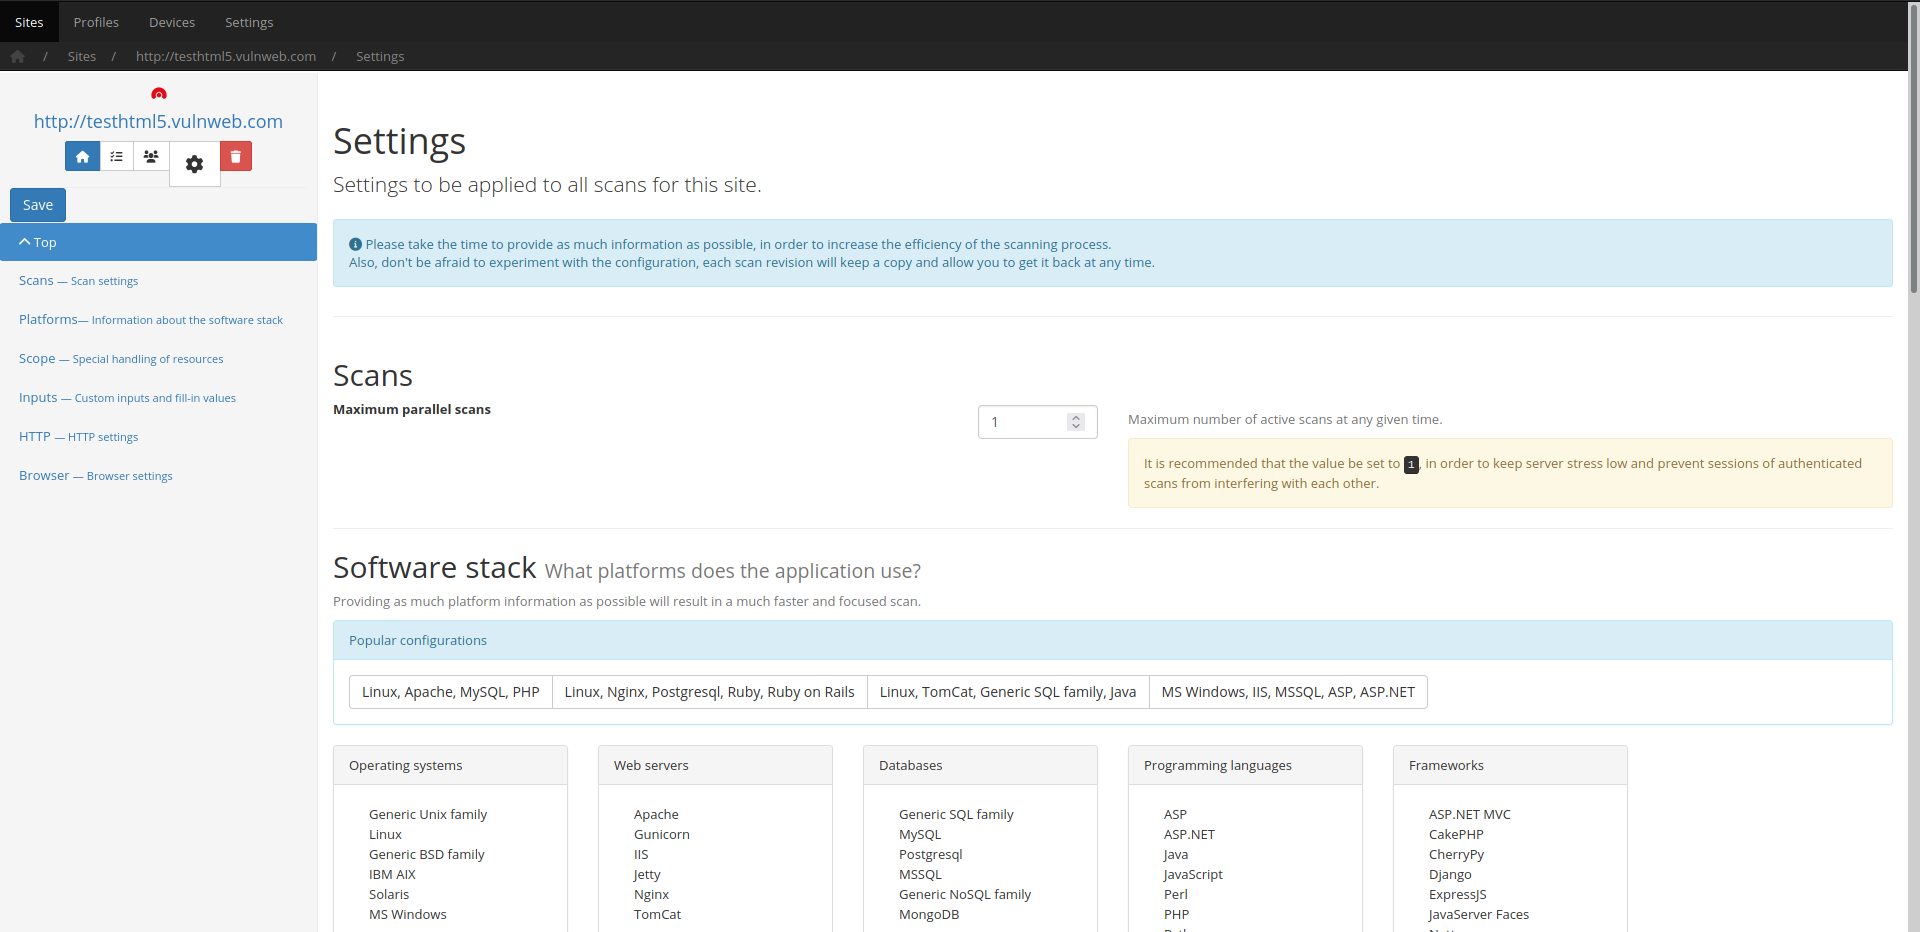 Sites Profiles Devices Settings
/ Sites / http://testhtml5.vulnweb.com / Settings
http://testhtml5.vulnweb.com
Save
Top
Scans — Scan settings
Platforms— Information about the software stack
Scope — Special handling of resources
Inputs — Custom inputs and fill-in values
HTTP — HTTP settings
Browser — Browser settings
Settings
Settings to be applied to all scans for this site.
Please take the time to provide as much information as possible, in order to increase the efficiency of the scanning process.
Also, don't be afraid to experiment with the configuration, each scan revision will keep a copy and allow you to get it back at any time.
Scans
Maximum parallel scans
1
Maximum number of active scans at any given time.
It is recommended that the value be set to 1, in order to keep server stress low and prevent sessions of authenticated
scans from interfering with each other.
Software stack What platforms does the application use?
Providing as much platform information as possible will result in a much faster and focused scan.
Popular configurations
Linux, Apache, MySQL, PHP
Linux, Nginx, Postgresql, Ruby, Ruby on Rails
Linux, TomCat, Generic SQL family, Java
MS Windows, IIS, MSSQL, ASP, ASP.NET
Operating systems
Generic Unix family
Linux
Generic BSD family
IBM AIX
Solaris
MS Windows
Web servers
Apache
Gunicorn
IIS
Jetty
Nginx
TomCat
Databases
Generic SQL family
MySQL
Postgresql
MSSQL
Generic NoSQL family
MongoDB
Programming languages
ASP
ASP.NET
Java
JavaScript
Perl
PHP
Frameworks
ASP.NET MVC
CakePHP
CherryPy
Django
ExpressJS
JavaServer Faces